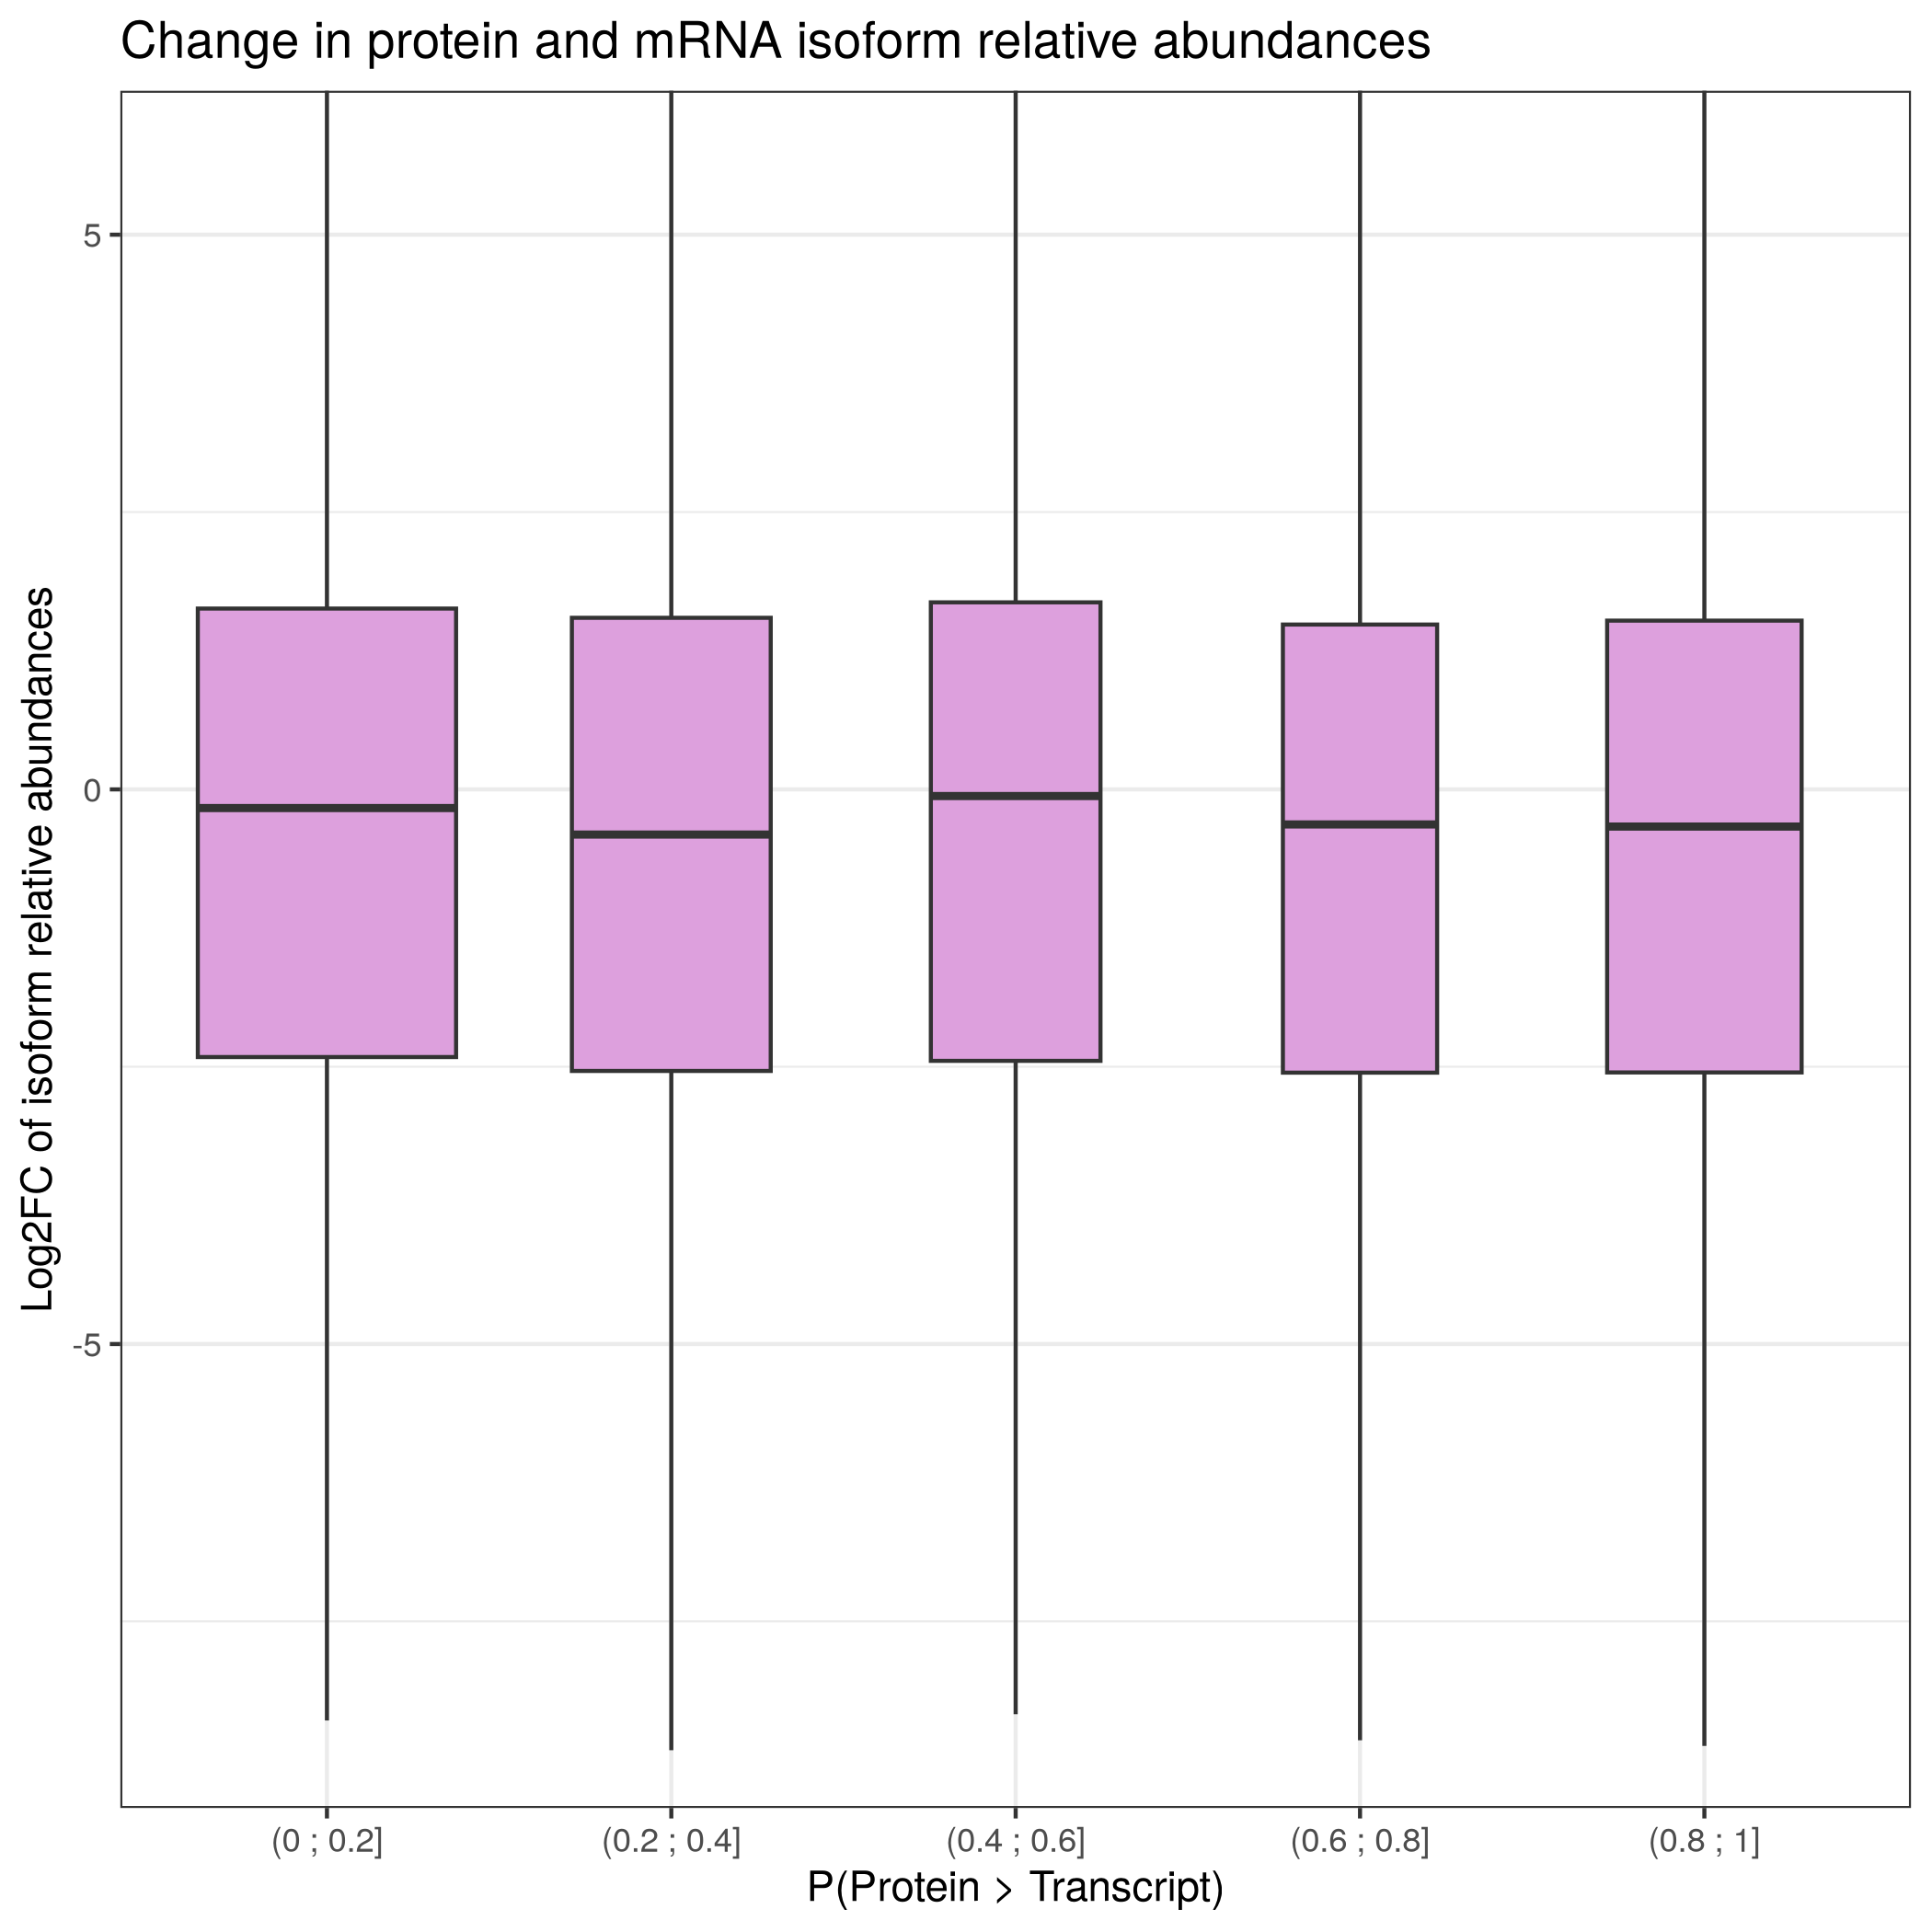 Change in protein and mRNA isoform relative abundances
Log2FC of isoform relative abundances
5
0
-5
(0 ; 0.2]
(0.2 ; 0.4]
(0.4 ; 0.6]
(0.6 ; 0.8]
(0.8 ; 1]
P(Protein > Transcript)